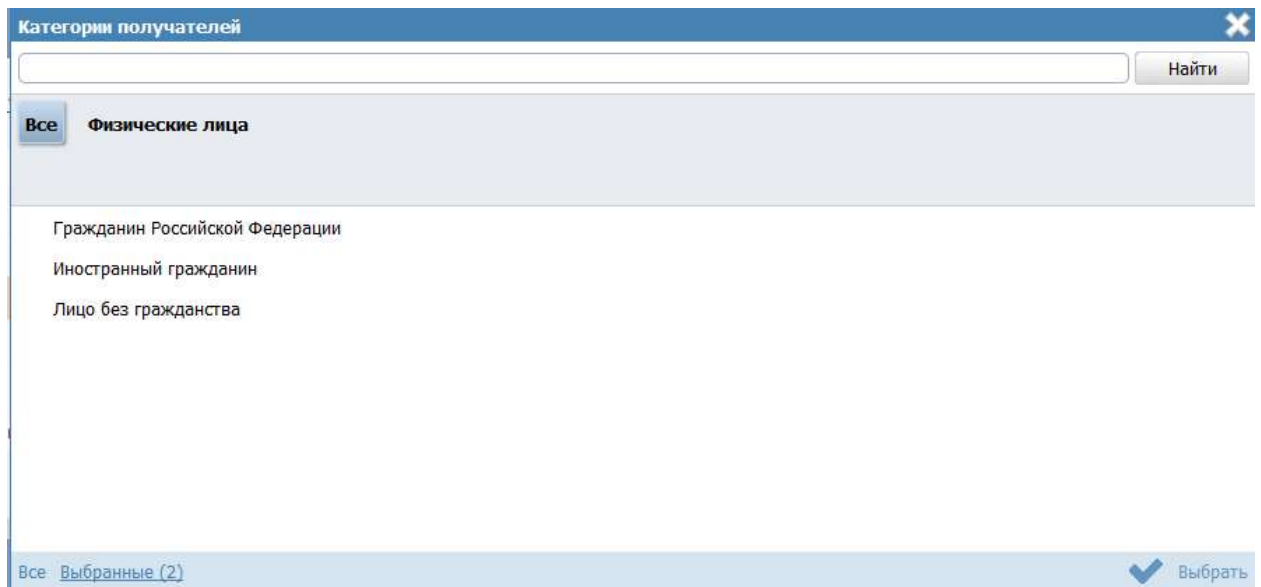 Категории получателей
Найти
Все Физические лица
Гражданин Российской Федерации
Иностранный гражданин
Лицо без гражданства
Все Выбранные (2) Выбрать